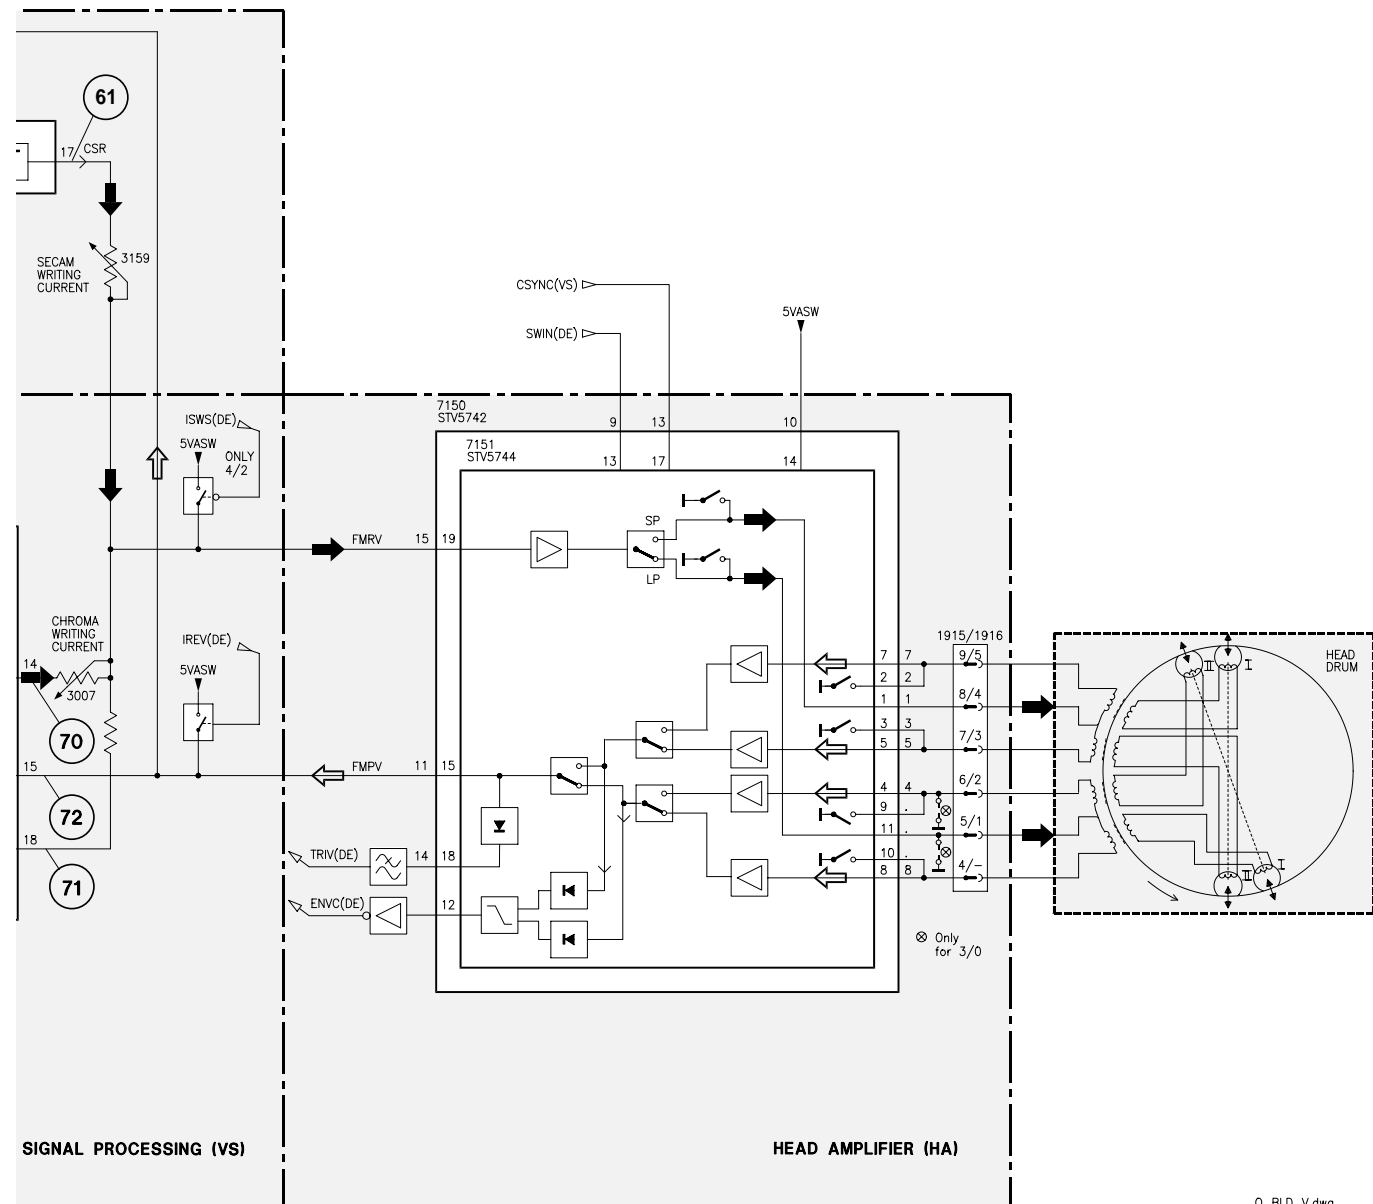 61
17
CSR
3159
SECAM
WRITING
CURRENT
CSYNC(VS)
SWIN(DE)
5VASW
7150
STV5742
9
13
10
7151
STV5744
13
17
14
ISWS(DE)
5VASW
ONLY
4/2
FMRV
15
19
SP
LP
CHROMA
WRITING
CURRENT
14
3007
70
IREV(DE)
5VASW
1915/1916
7
7
9/5
2
2
1
1
8/4
3
3
5
5
7/3
4
4
6/2
9
.
11
.
5/1
10
.
8
8
4/-
HEAD
DRUM
II
I
I
II
15
72
18
71
FMPV
11
15
TRIV(DE)
14
18
ENVC(DE)
12
Only
for 3/0
SIGNAL PROCESSING (VS)
HEAD AMPLIFIER (HA)